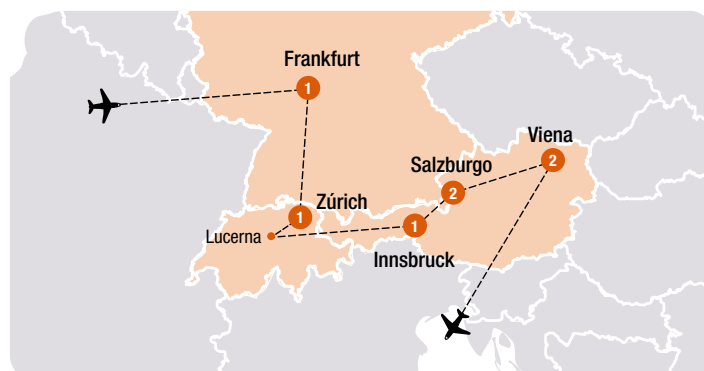 Frankfurt
1
Viena
2
Salzburgo
2
Zúrich
1
Lucerna
1
Innsbruck